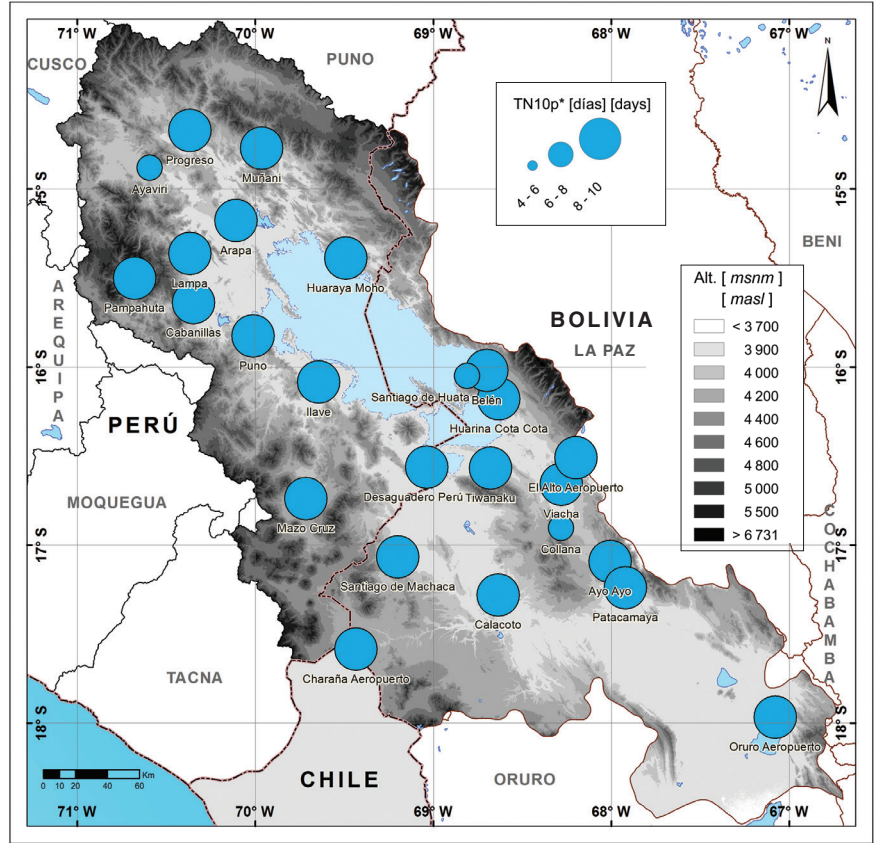 71° W
70° W
69° W
68° W
67° W
CUSCO
PUNO
N
TN10p* [días] [days]
4 - 6
6 - 8
8 - 10
Progreso
Muñani
Ayaviri
15° S
15° S
Arapa
BENI
Lampa
Huaraya Moho
Alt. [ msnm ]
[ masl ]
Pampahuta
Cabanillas
AREQUIPA
BOLIVIA
LA PAZ
< 3 700
3 900
4 000
4 200
4 400
4 600
4 800
5 000
5 500
> 6 731
Puno
16° S
16° S
Ilave
Santiago de Huata
Belén
Huarina Cota Cota
PERÚ
Desaguadero Perú
Tiwanaku
El Alto Aeropuerto
MOQUEGUA
Viacha
Mazo Cruz
Collana
COCHABAMBA
17° S
17° S
Santiago de Machaca
Ayo Ayo
Patacamaya
Calacoto
TACNA
Charaña Aeropuerto
18° S
18° S
Oruro Aeropuerto
Km
0 10 20 40 60
CHILE
ORURO
71° W
70° W
69° W
68° W
67° W